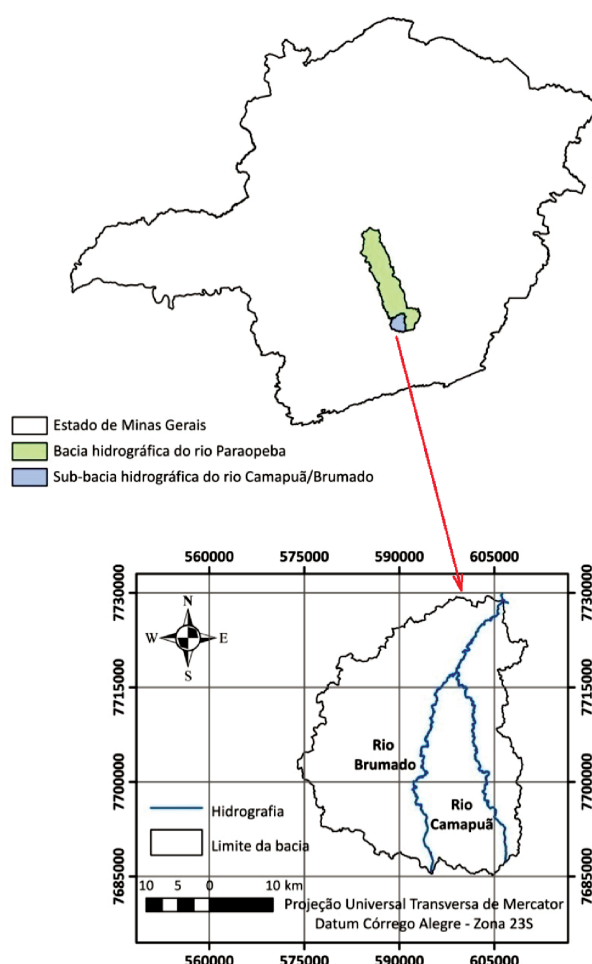 Estado de Minas Gerais
Bacia hidrográfica do rio Paraopeba
Sub-bacia hidrográfica do rio Camapuã/Brumado
560000 575000 590000 605000
7730000 7730000
N
W E
S
7715000 7715000
Rio
Brumado
7700000 7700000
Rio
Camapuã
Hidrografia
Limite da bacia
7685000 7685000
10 5 0 10 km
Projeção Universal Transversa de Mercator
Datum Córrego Alegre - Zona 23S
560000 575000 590000 605000